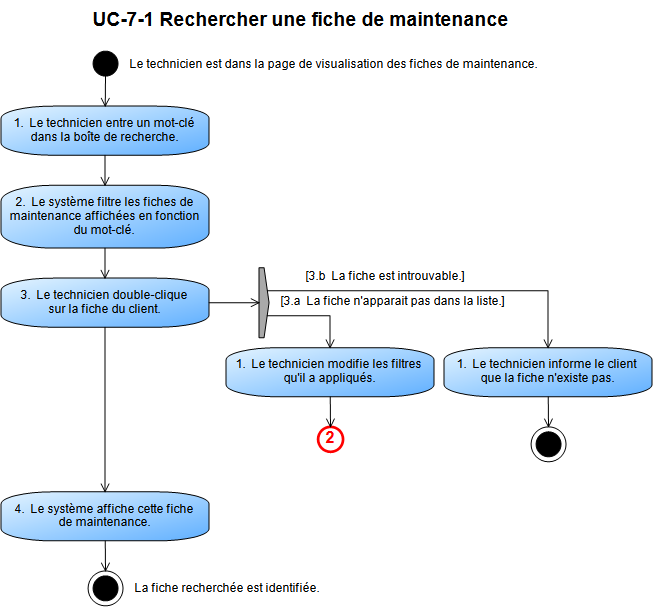 UC-7-1 Rechercher une fiche de maintenance
Le technicien est dans la page de visualisation des fiches de maintenance.
1. Le technicien entre un mot-clé
dans la boîte de recherche.
2. Le système filtre les fiches de
maintenance affichées en fonction
du mot-clé.
3. Le technicien double-clique
sur la fiche du client.
[3.b La fiche est introuvable.]
[3.a La fiche n'apparait pas dans la liste.]
1. Le technicien modifie les filtres
qu'il a appliqués.
1. Le technicien informe le client
que la fiche n'existe pas.
2
4. Le système affiche cette fiche
de maintenance.
La fiche recherchée est identifiée.